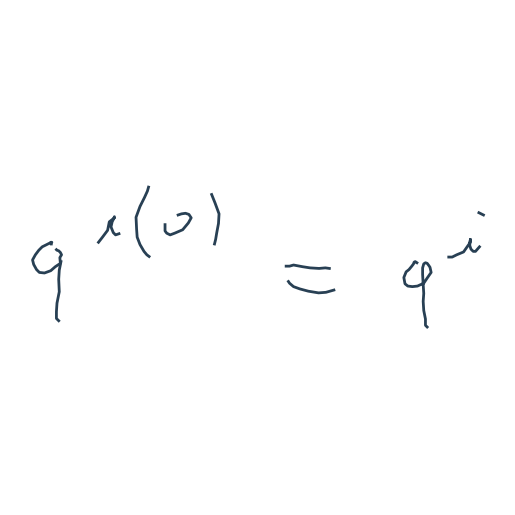 q^{i(0)} = q^i